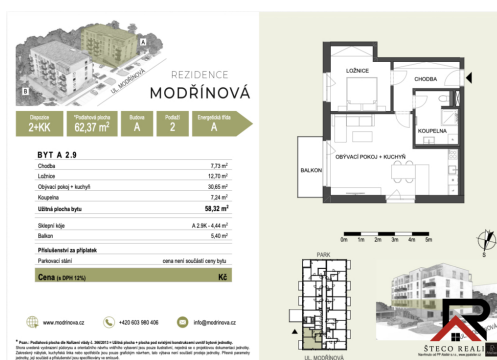 A
B
UL. MODŘÍNOVÁ
REZIDENCE
MODŘÍNOVÁ
Dispozice
2+KK
*Podlahová plocha
62,37 m²
Budova
A
Podlaží
2
Energetická třída
A
BYT A 2.9
Chodba 7,73 m²
Ložnice 12,70 m²
Obývací pokoj + kuchyň 30,65 m²
Koupelna 7,24 m²
Užitná plocha bytu 58,32 m²
Sklepní kóje A 2.9K - 4,44 m²
Balkon 5,40 m²
Příslušenství za příplatek
Parkovací stání cena není součástí ceny bytu
Cena (s DPH 12%) Kč
www.modrinova.cz
+420 603 980 406
info@modrinova.cz
LOŽNICE
CHODBA
KOUPELNA
OBÝVACÍ POKOJ + KUCHYŇ
BALKON
0m 1m 2m 3m 4m 5m
S
PARK
R
ŠTECO REALITY